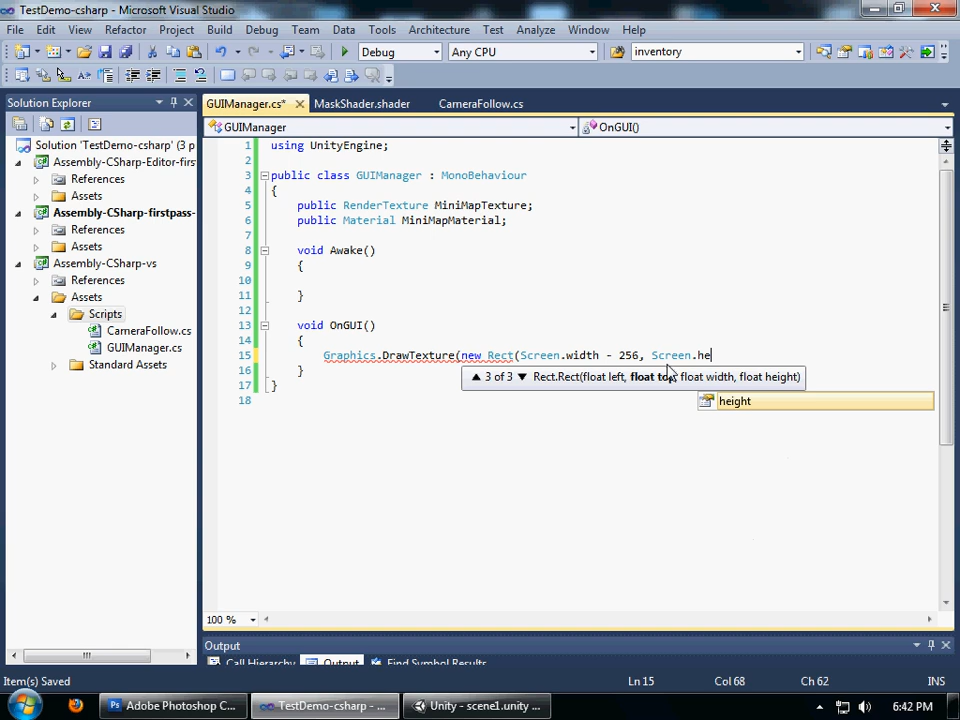 TestDemo-csharp - Microsoft Visual Studio
File Edit View Refactor Project Build Debug Team Data Tools Architecture Test Analyze Window Help
Debug Any CPU inventory
Solution Explorer
GUIManager.cs* MaskShader.shader CameraFollow.cs
GUIManager OnGUI()
Solution 'TestDemo-csharp' (3 p
Assembly-CSharp-Editor-firs
References
Assets
Assembly-CSharp-firstpass-
References
Assets
Assembly-CSharp-vs
References
Assets
Scripts
CameraFollow.cs
GUIManager.cs
Standard Assets
1 using UnityEngine;
2
3 public class GUIManager : MonoBehaviour
4 {
5 public RenderTexture MiniMapTexture;
6 public Material MiniMapMaterial;
7
8 void Awake()
9 {
10
11 }
12
13 void OnGUI()
14 {
15 Graphics.DrawTexture(new Rect(Screen.width - 256, Screen.he
16 }
17 }
18
3 of 3 Rect.Rect(float left, float to, float width, float height)
height
100 %
Output
Call Hierarchy Output Find Symbol Results
Item(s) Saved Ln 15 Col 68 Ch 62 INS
Adobe Photoshop C... TestDemo-csharp - ... Unity - scene1.unity ... 6:42 PM